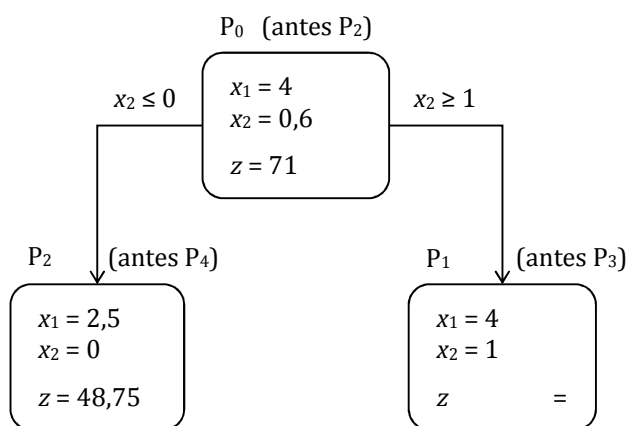 P₀ (antes P₂)
x₁ = 4
x₂ = 0,6
z = 71
x₂ ≤ 0
x₂ ≥ 1
P₂ (antes P₄)
x₁ = 2,5
x₂ = 0
z = 48,75
P₁ (antes P₃)
x₁ = 4
x₂ = 1
z =